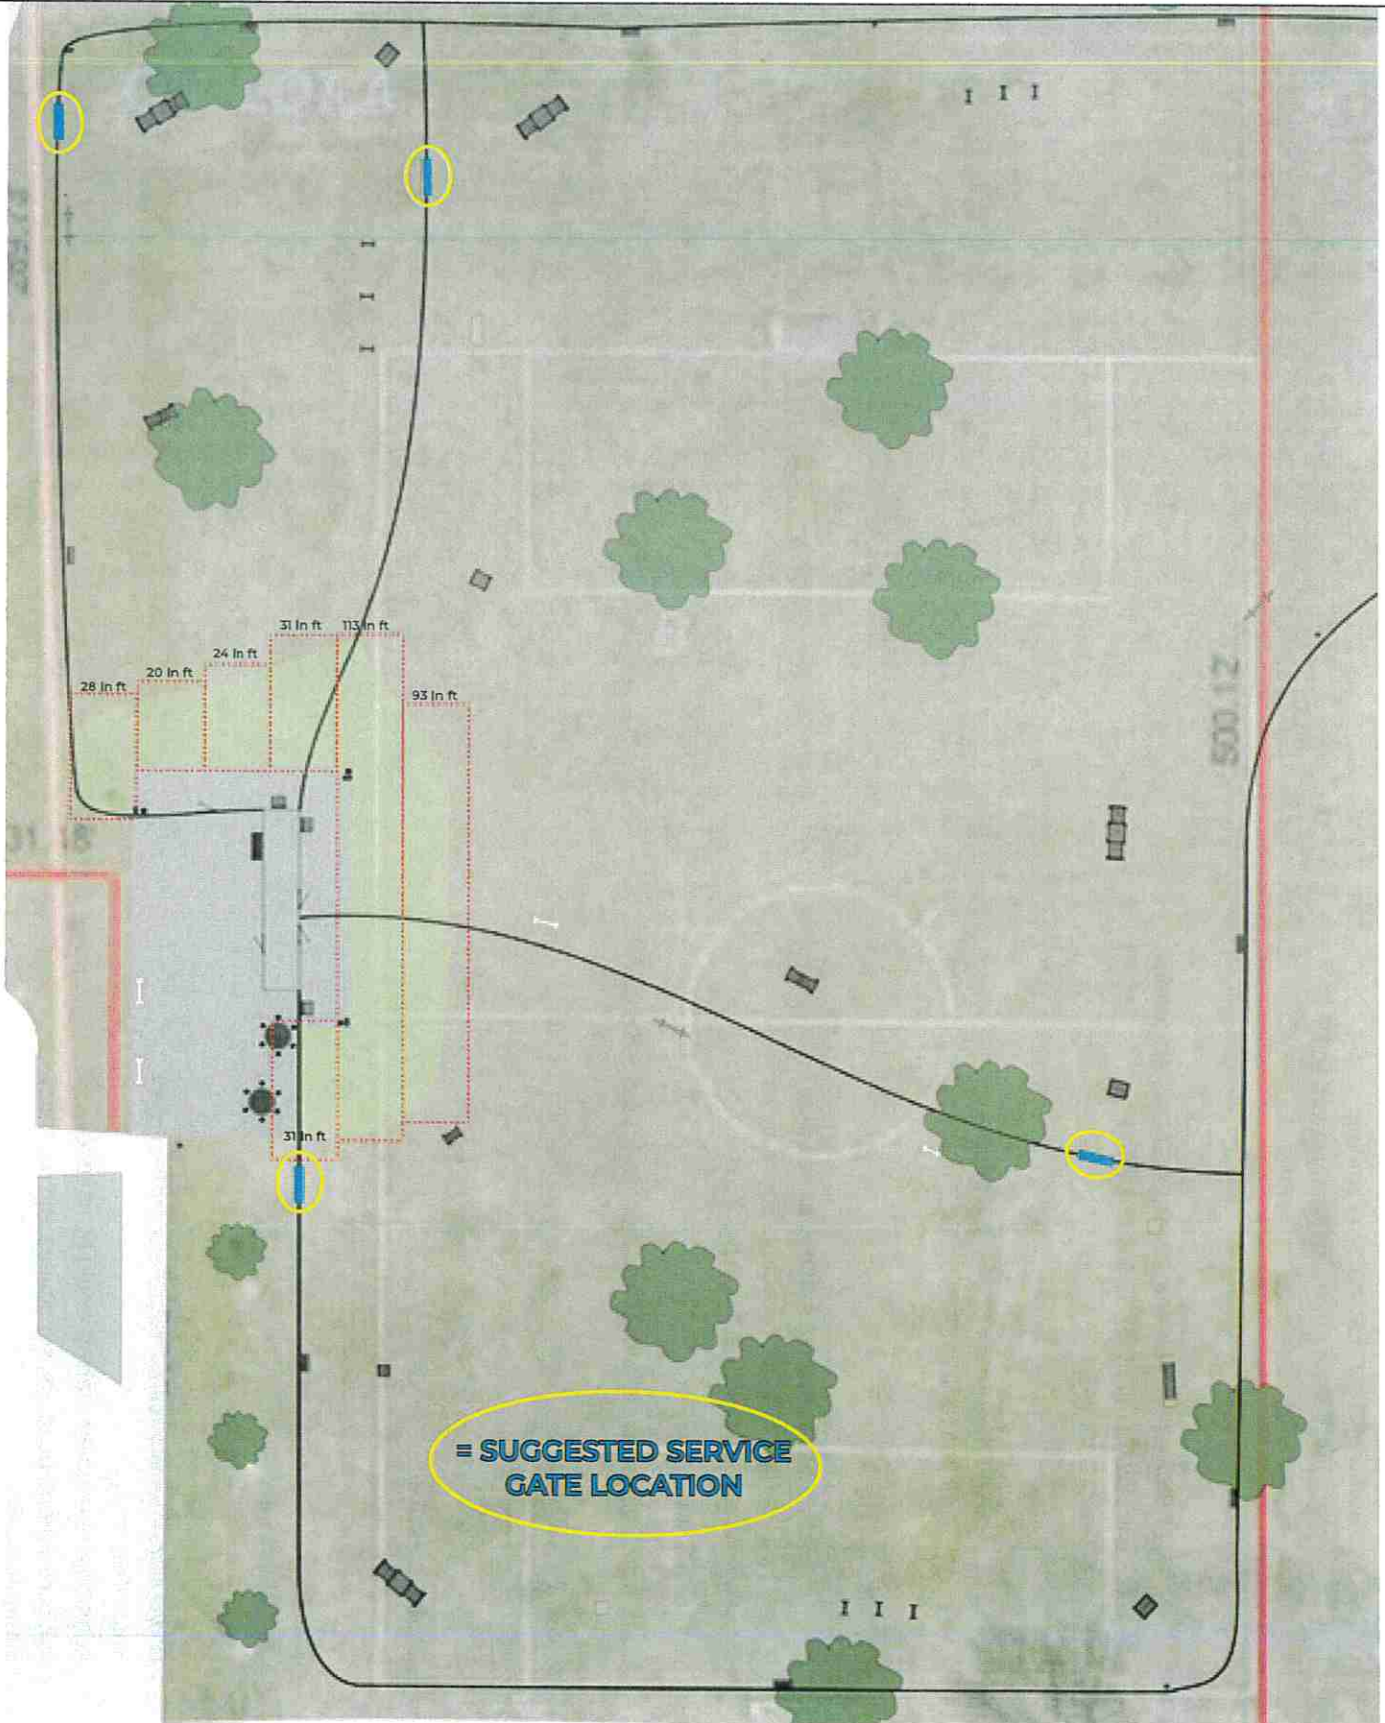 31 ln ft
113 ln ft
24 ln ft
20 ln ft
28 ln ft
93 ln ft
500.12
31 ln ft
= SUGGESTED SERVICE
GATE LOCATION